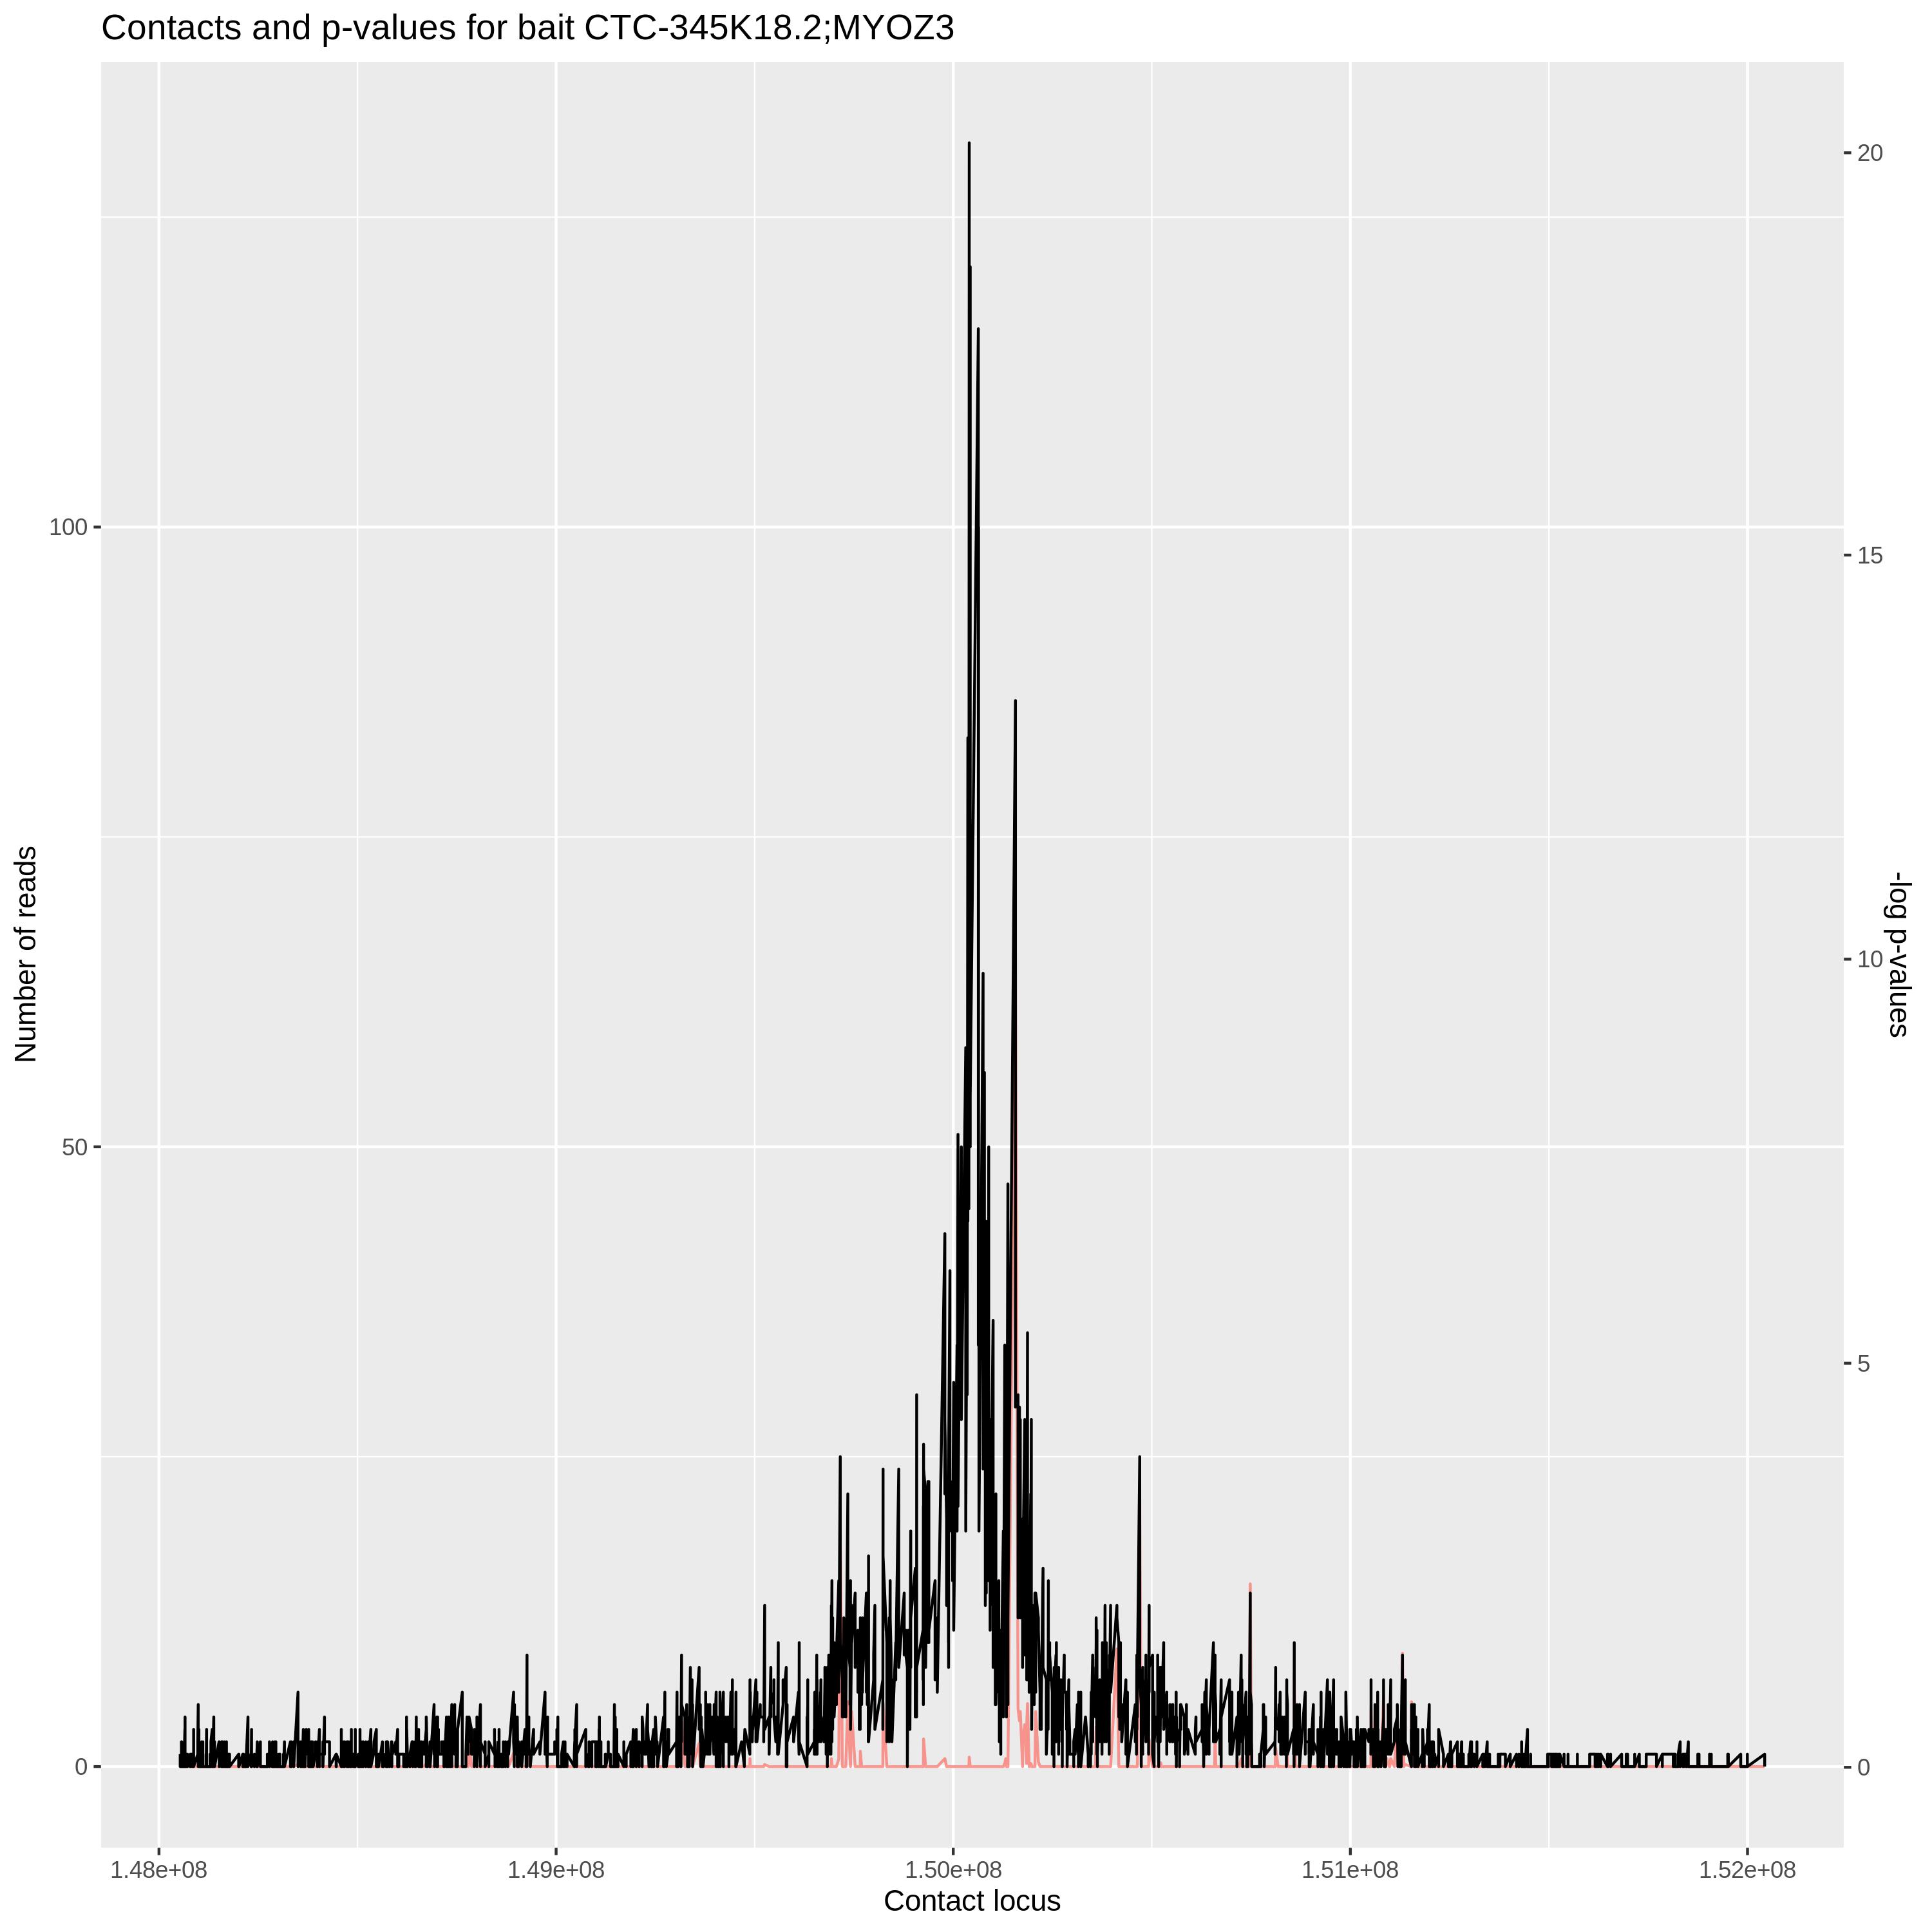 Contacts and p-values for bait CTC-345K18.2;MYOZ3
Number of reads
100
50
0
20
15
10
5
0
-log p-values
1.48e+08 1.49e+08 1.50e+08 1.51e+08 1.52e+08
Contact locus